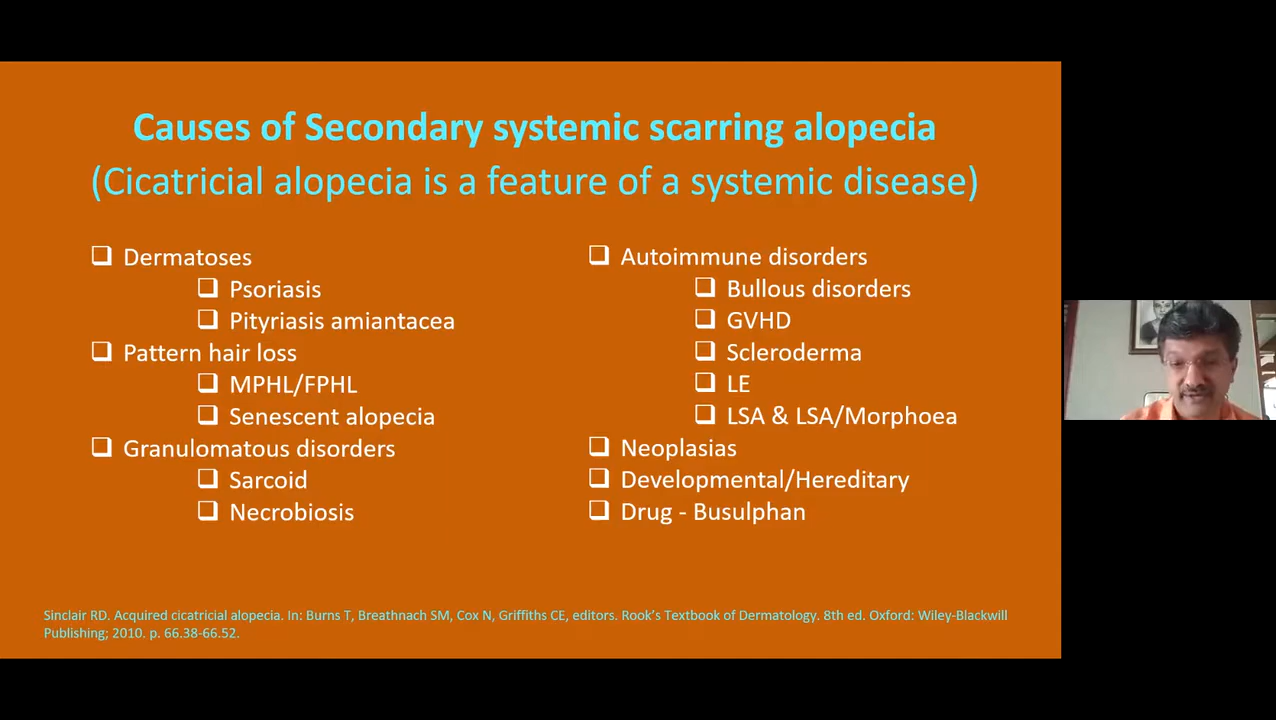 Causes of Secondary systemic scarring alopecia
(Cicatricial alopecia is a feature of a systemic disease)
Dermatoses
Psoriasis
Pityriasis amiantacea
Pattern hair loss
MPHL/FPHL
Senescent alopecia
Granulomatous disorders
Sarcoid
Necrobiosis
Autoimmune disorders
Bullous disorders
GVHD
Scleroderma
LE
LSA & LSA/Morphoea
Neoplasias
Developmental/Hereditary
Drug - Busulphan
Sinclair RD. Acquired cicatricial alopecia. In: Burns T, Breathnach SM, Cox N, Griffiths CE, editors. Rook’s Textbook of Dermatology. 8th ed. Oxford: Wiley-Blackwill
Publishing; 2010. p. 66.38-66.52.